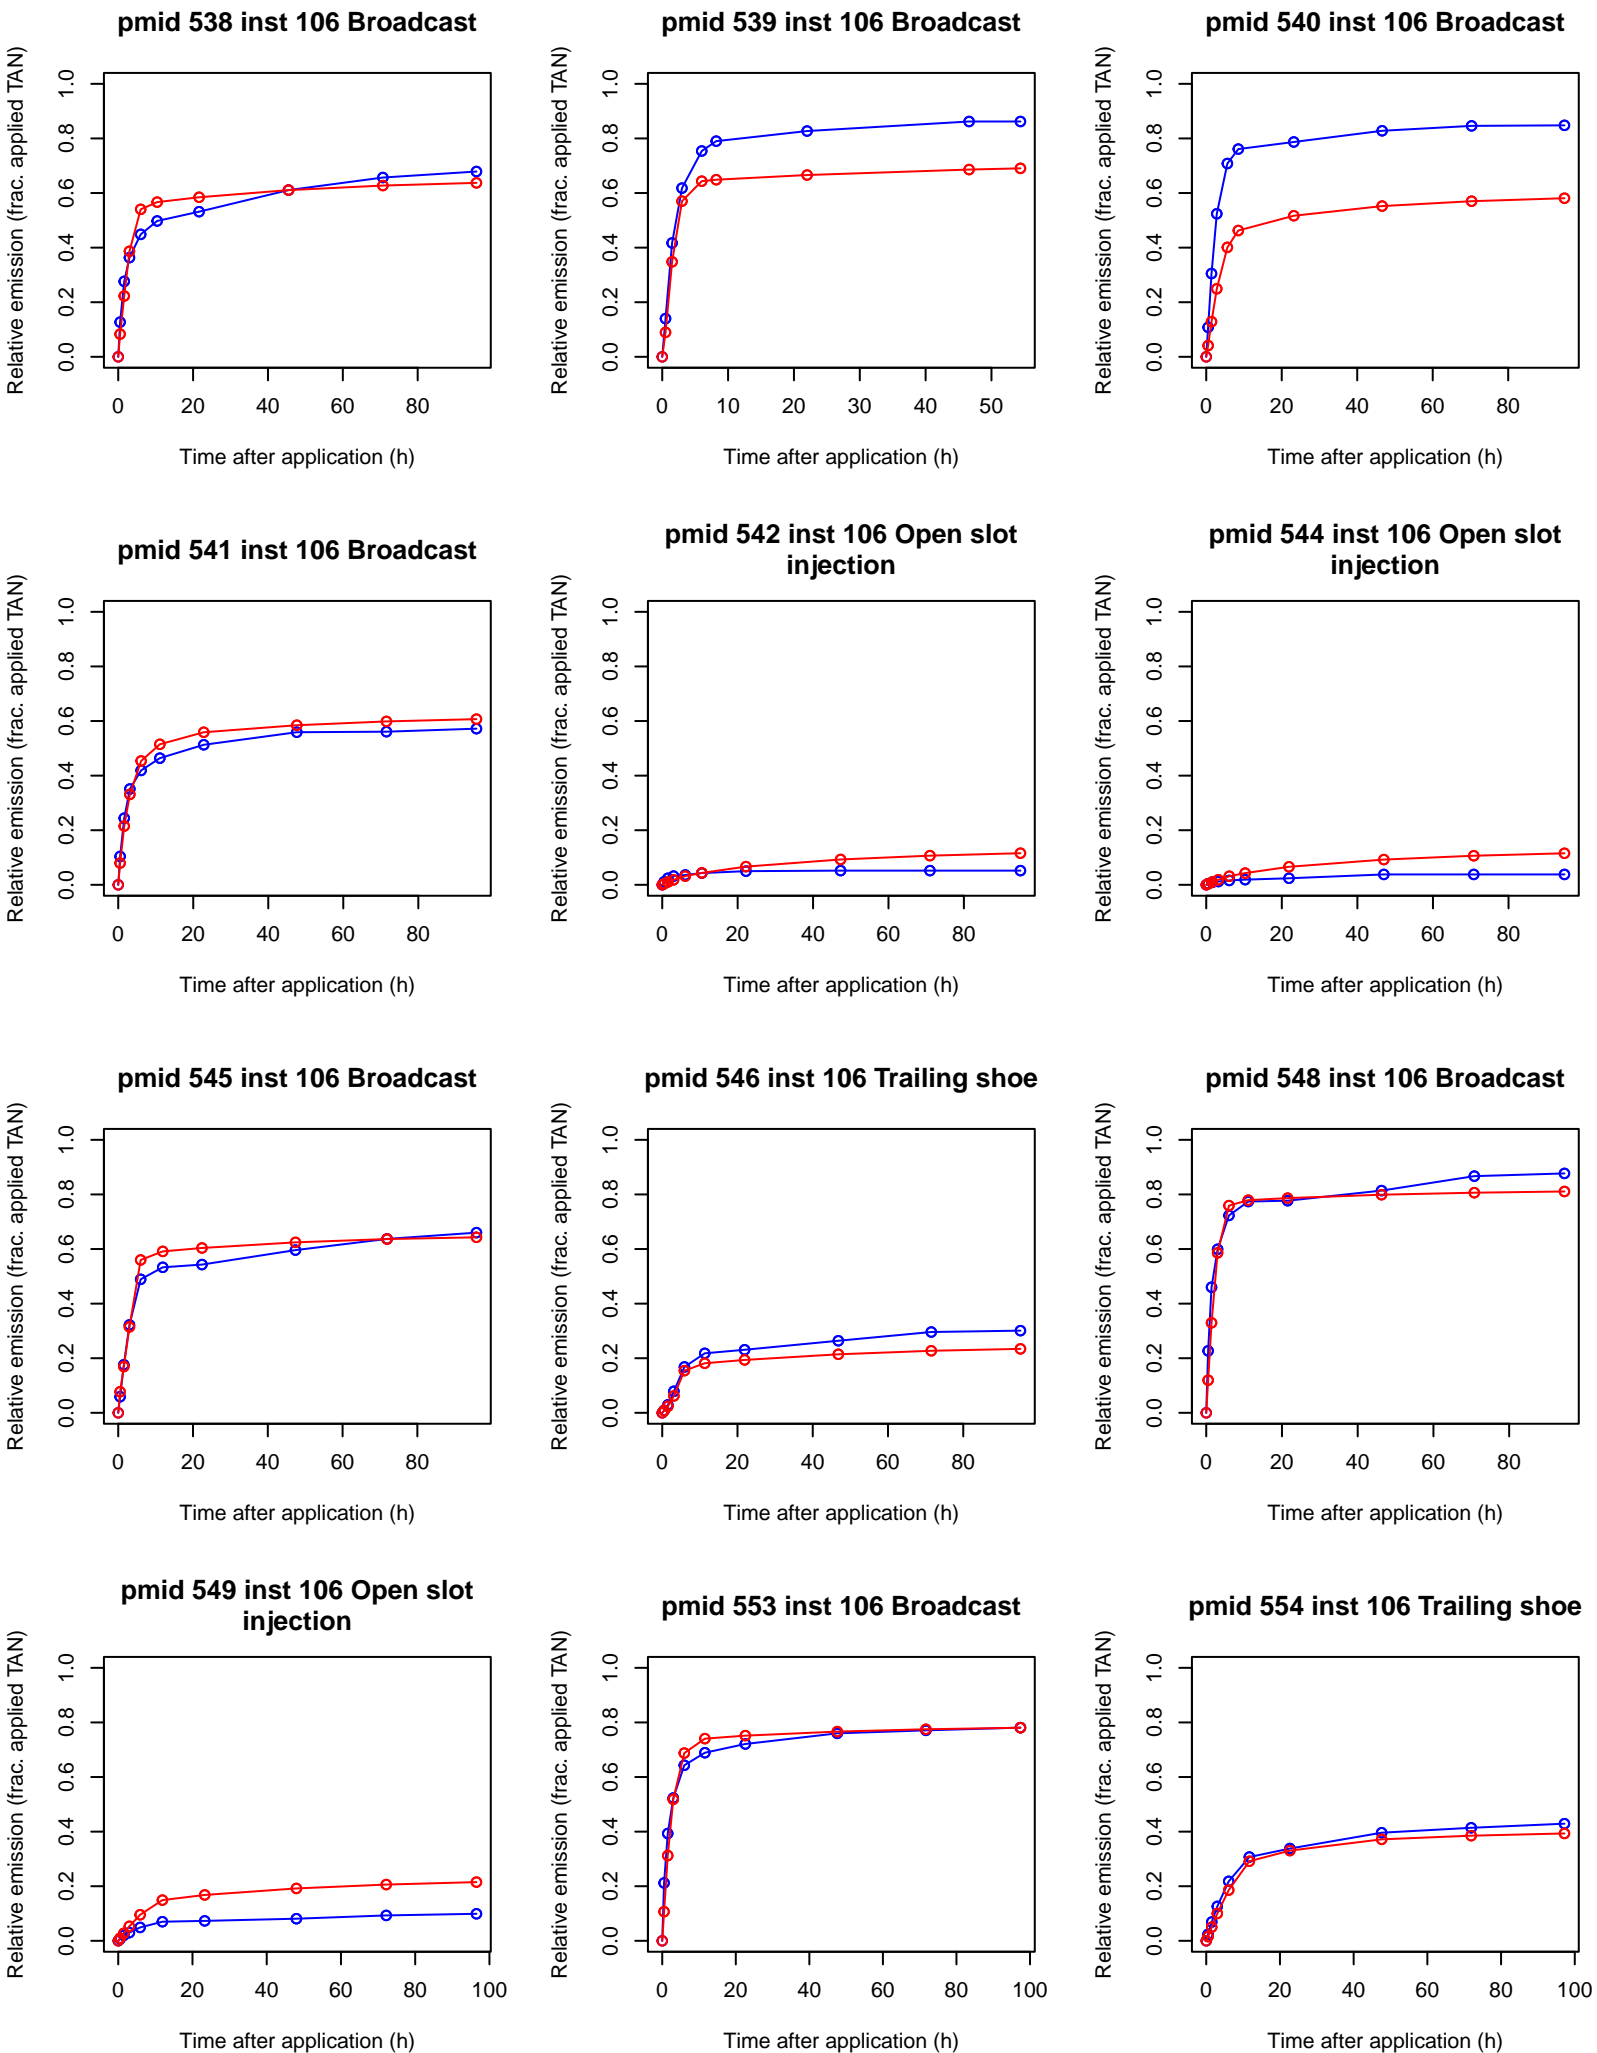 pmid 538 inst 106 Broadcast
Relative emission (frac. applied TAN)
0.0 0.2 0.4 0.6 0.8 1.0
0 20 40 60 80
Time after application (h)
pmid 539 inst 106 Broadcast
Relative emission (frac. applied TAN)
0.0 0.2 0.4 0.6 0.8 1.0
0 10 20 30 40 50
Time after application (h)
pmid 540 inst 106 Broadcast
Relative emission (frac. applied TAN)
0.0 0.2 0.4 0.6 0.8 1.0
0 20 40 60 80
Time after application (h)
pmid 541 inst 106 Broadcast
Relative emission (frac. applied TAN)
0.0 0.2 0.4 0.6 0.8 1.0
0 20 40 60 80
Time after application (h)
pmid 542 inst 106 Open slot
injection
Relative emission (frac. applied TAN)
0.0 0.2 0.4 0.6 0.8 1.0
0 20 40 60 80
Time after application (h)
pmid 544 inst 106 Open slot
injection
Relative emission (frac. applied TAN)
0.0 0.2 0.4 0.6 0.8 1.0
0 20 40 60 80
Time after application (h)
pmid 545 inst 106 Broadcast
Relative emission (frac. applied TAN)
0.0 0.2 0.4 0.6 0.8 1.0
0 20 40 60 80
Time after application (h)
pmid 546 inst 106 Trailing shoe
Relative emission (frac. applied TAN)
0.0 0.2 0.4 0.6 0.8 1.0
0 20 40 60 80
Time after application (h)
pmid 548 inst 106 Broadcast
Relative emission (frac. applied TAN)
0.0 0.2 0.4 0.6 0.8 1.0
0 20 40 60 80
Time after application (h)
pmid 549 inst 106 Open slot
injection
Relative emission (frac. applied TAN)
0.0 0.2 0.4 0.6 0.8 1.0
0 20 40 60 80 100
Time after application (h)
pmid 553 inst 106 Broadcast
Relative emission (frac. applied TAN)
0.0 0.2 0.4 0.6 0.8 1.0
0 20 40 60 80 100
Time after application (h)
pmid 554 inst 106 Trailing shoe
Relative emission (frac. applied TAN)
0.0 0.2 0.4 0.6 0.8 1.0
0 20 40 60 80 100
Time after application (h)